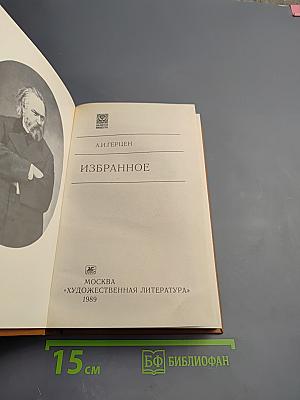 А.И.ГЕРЦЕН
ИЗБРАННОЕ
МОСКВА
«ХУДОЖЕСТВЕННАЯ ЛИТЕРАТУРА»
1989
15 СМ
БФ БИБЛИОФАН